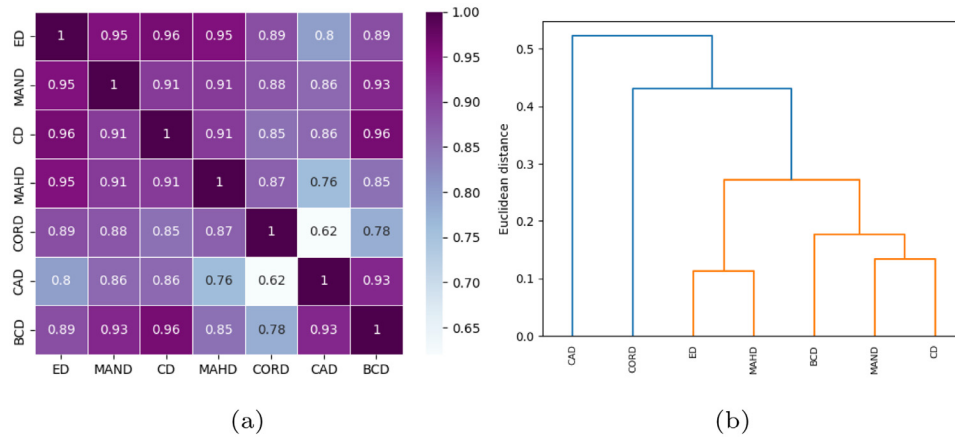 ED 1 0.95 0.96 0.95 0.89 0.8 0.89
MAND 0.95 1 0.91 0.91 0.88 0.86 0.93
CD 0.96 0.91 1 0.91 0.85 0.86 0.96
MAHD 0.95 0.91 0.91 1 0.87 0.76 0.85
CORD 0.89 0.88 0.85 0.87 1 0.62 0.78
CAD 0.8 0.86 0.86 0.76 0.62 1 0.93
BCD 0.89 0.93 0.96 0.85 0.78 0.93 1
ED MAND CD MAHD CORD CAD BCD
1.00
0.95
0.90
0.85
0.80
0.75
0.70
0.65
(a)
Euclidean distance
0.5
0.4
0.3
0.2
0.1
0.0
CAD CORD ED MAHD BCD MAND CD
(b)